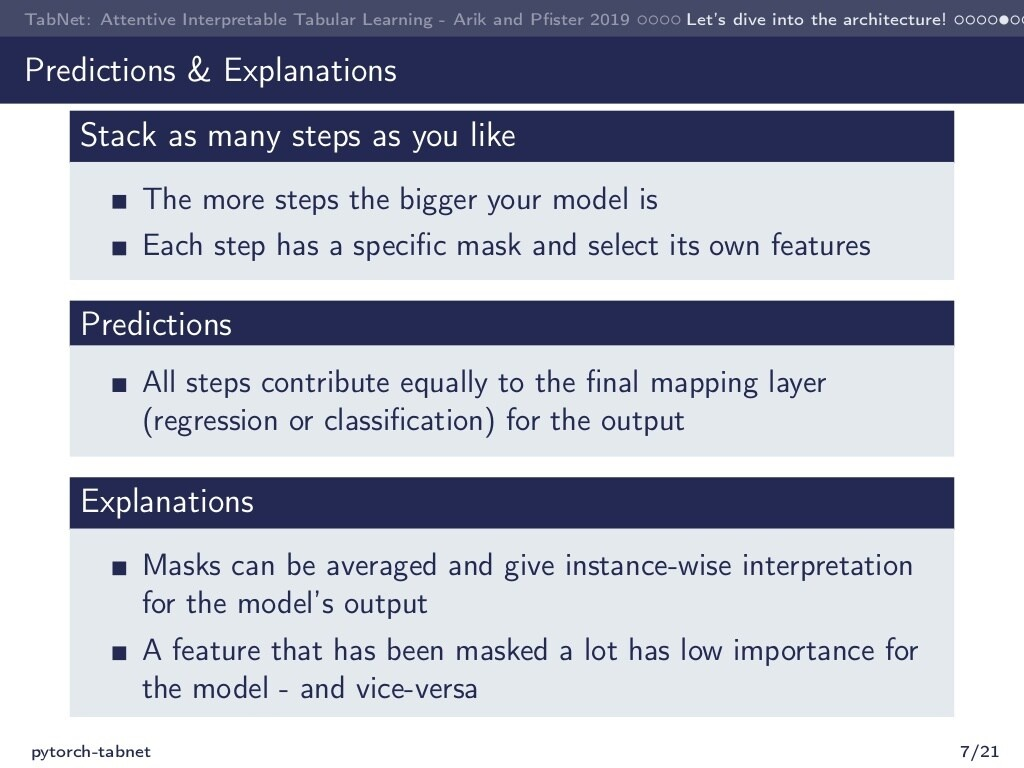 TabNet: Attentive Interpretable Tabular Learning - Arik and Pfister 2019 Let's dive into the architecture!
Predictions & Explanations
Stack as many steps as you like
The more steps the bigger your model is
Each step has a specific mask and select its own features
Predictions
All steps contribute equally to the final mapping layer
(regression or classification) for the output
Explanations
Masks can be averaged and give instance-wise interpretation
for the model's output
A feature that has been masked a lot has low importance for
the model - and vice-versa
pytorch-tabnet 7/21